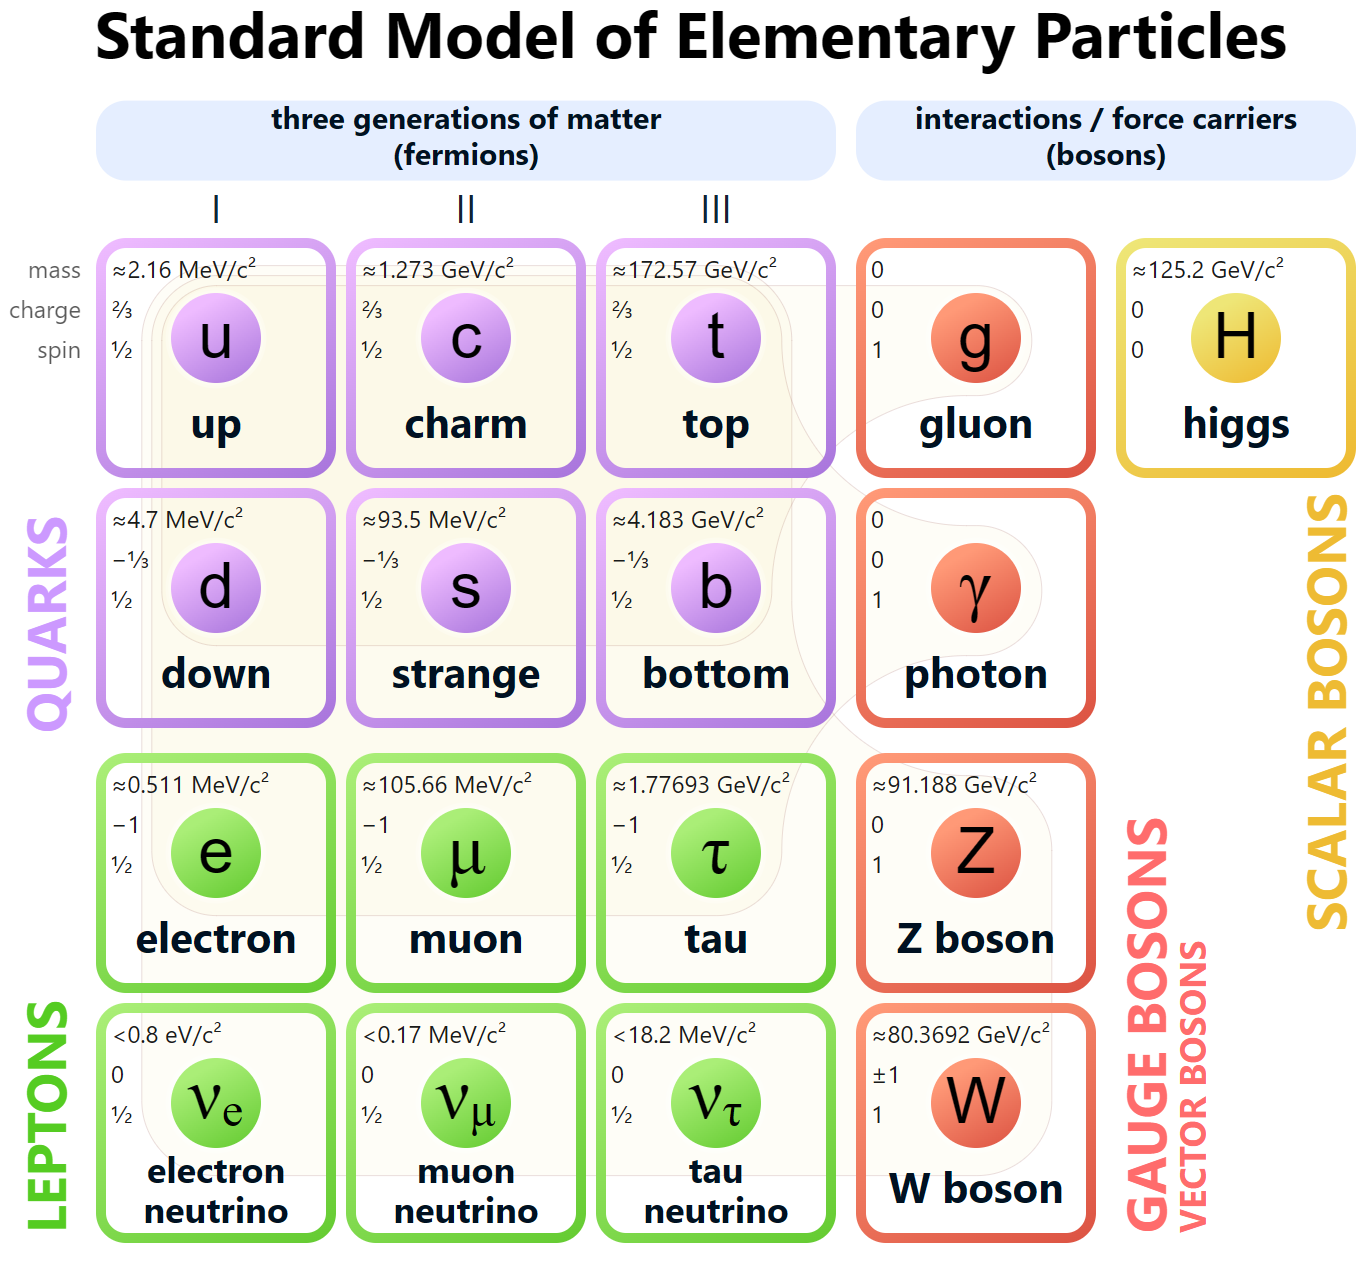 Standard Model of Elementary Particles
three generations of matter
(fermions)
interactions / force carriers
(bosons)
I
II
III
mass
charge
spin
≈2.16 MeV/c²
⅔
½
u
up
≈1.273 GeV/c²
⅔
½
c
charm
≈172.57 GeV/c²
⅔
½
t
top
0
0
1
g
gluon
≈125.2 GeV/c²
0
0
H
higgs
QUARKS
≈4.7 MeV/c²
−⅓
½
d
down
≈93.5 MeV/c²
−⅓
½
s
strange
≈4.183 GeV/c²
−⅓
½
b
bottom
0
0
1
γ
photon
SCALAR BOSONS
≈0.511 MeV/c²
−1
½
e
electron
≈105.66 MeV/c²
−1
½
μ
muon
≈1.77693 GeV/c²
−1
½
τ
tau
≈91.188 GeV/c²
0
1
Z
Z boson
LEPTONS
<0.8 eV/c²
0
½
νe
electron
neutrino
<0.17 MeV/c²
0
½
νμ
muon
neutrino
<18.2 MeV/c²
0
½
ντ
tau
neutrino
≈80.3692 GeV/c²
±1
1
W
W boson
GAUGE BOSONS
VECTOR BOSONS